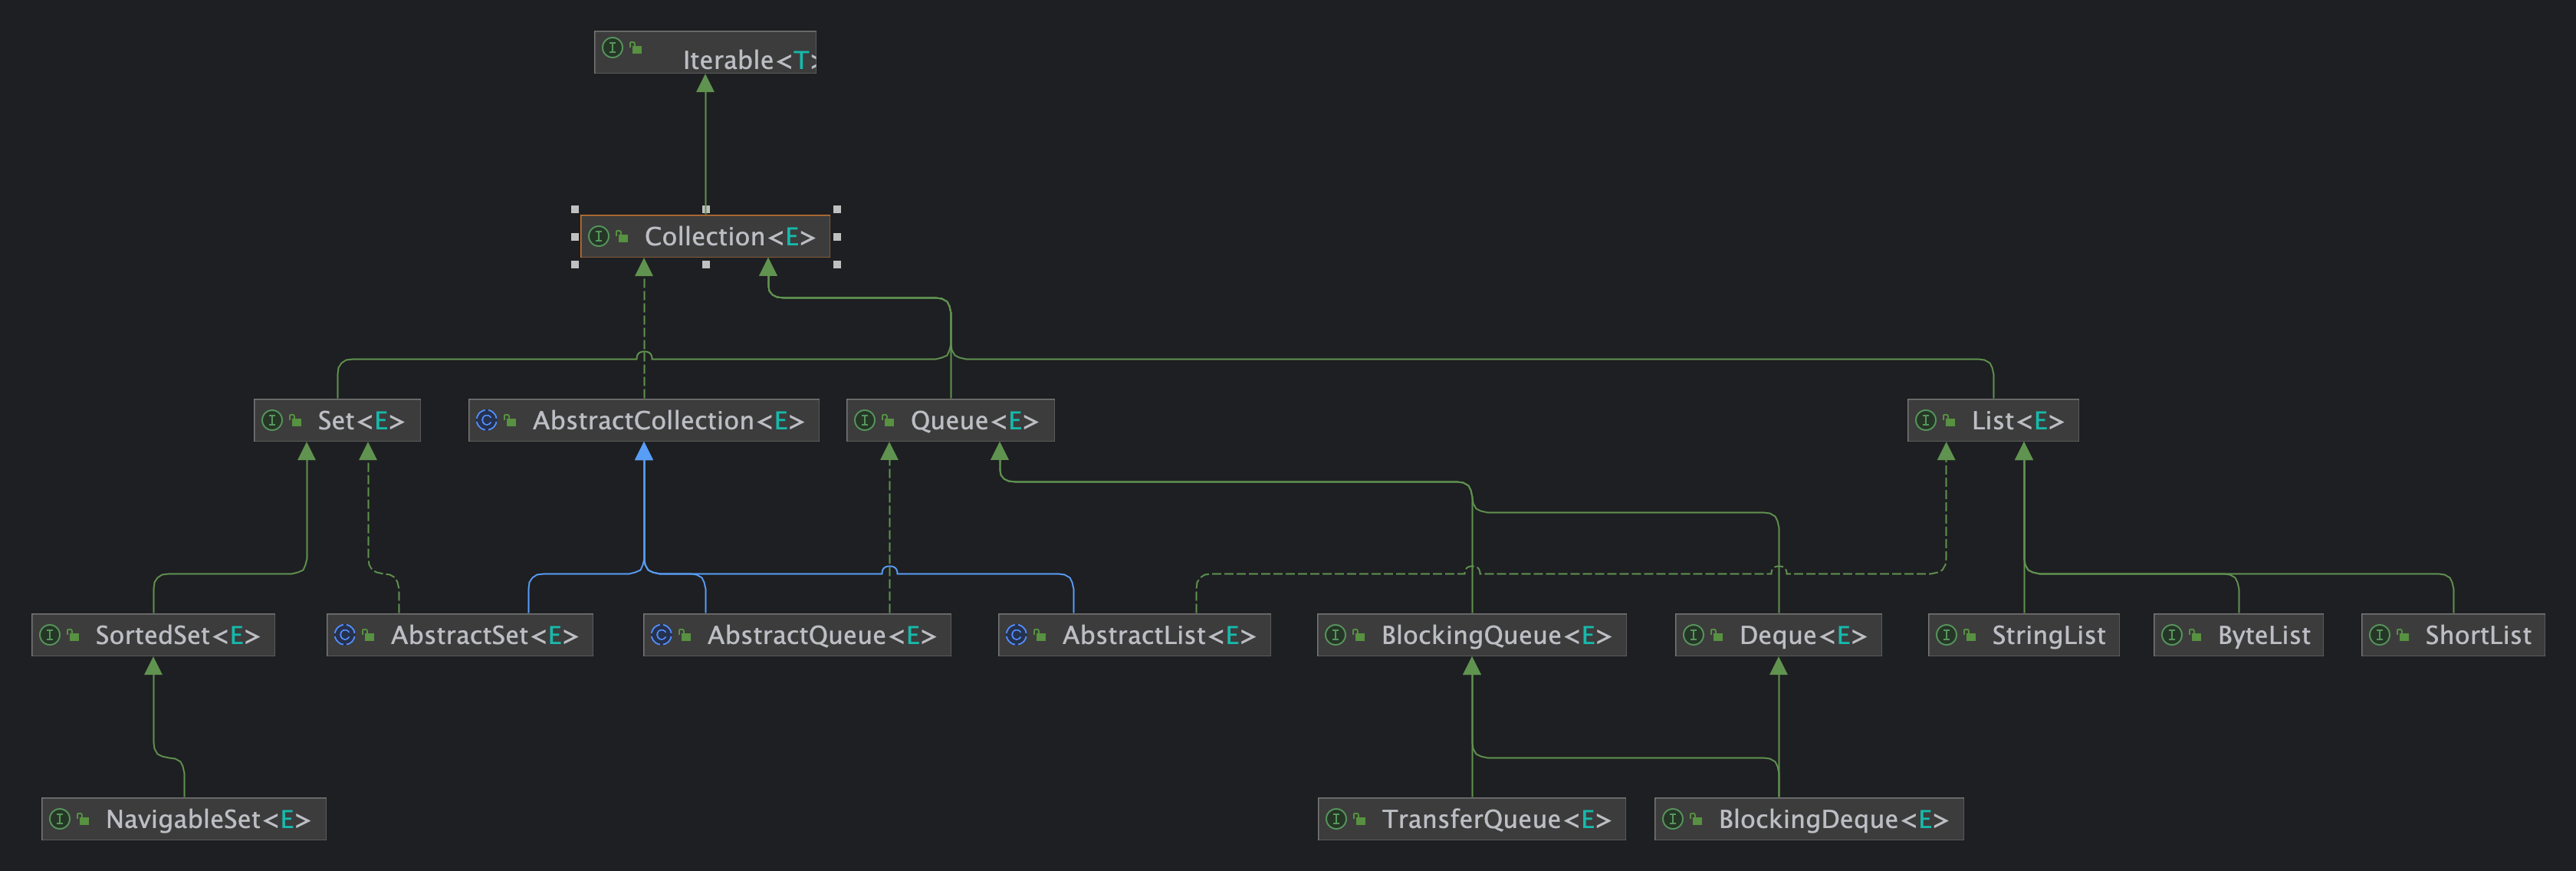 Iterable<T>
Collection<E>
Set<E>
AbstractCollection<E>
Queue<E>
List<E>
SortedSet<E>
AbstractSet<E>
AbstractQueue<E>
AbstractList<E>
BlockingQueue<E>
Deque<E>
StringList
ByteList
ShortList
NavigableSet<E>
TransferQueue<E>
BlockingDeque<E>